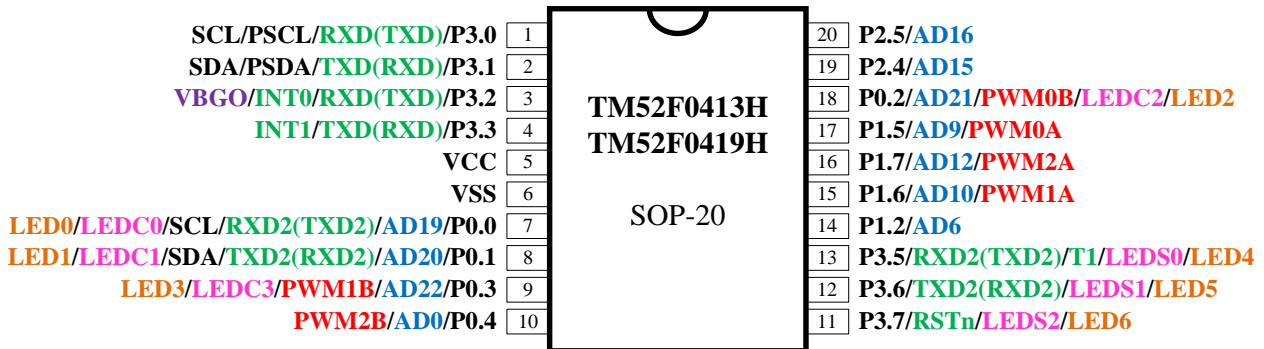 SCL/PSCL/RXD(TXD)/P3.0 1
SDA/PSDA/TXD(RXD)/P3.1 2
VBGO/INT0/RXD(TXD)/P3.2 3
INT1/TXD(RXD)/P3.3 4
VCC 5
VSS 6
LED0/LEDC0/SCL/RXD2(TXD2)/AD19/P0.0 7
LED1/LEDC1/SDA/TXD2(RXD2)/AD20/P0.1 8
LED3/LEDC3/PWM1B/AD22/P0.3 9
PWM2B/AD0/P0.4 10
TM52F0413H
TM52F0419H
SOP-20
20 P2.5/AD16
19 P2.4/AD15
18 P0.2/AD21/PWM0B/LEDC2/LED2
17 P1.5/AD9/PWM0A
16 P1.7/AD12/PWM2A
15 P1.6/AD10/PWM1A
14 P1.2/AD6
13 P3.5/RXD2(TXD2)/T1/LEDS0/LED4
12 P3.6/TXD2(RXD2)/LEDS1/LED5
11 P3.7/RSTn/LEDS2/LED6